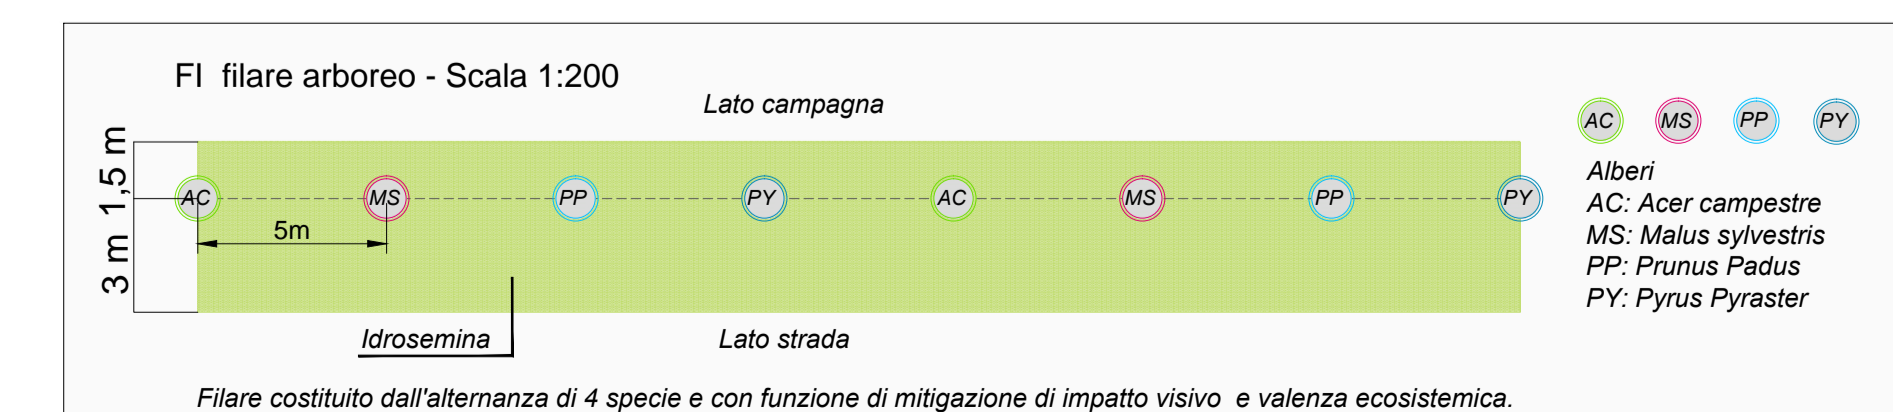 FI filare arboreo - Scala 1:200
Lato campagna
1,5 m
3 m
AC MS PP PY AC MS PP PY
5m
Idrosemina
Lato strada
Filare costituito dall'alternanza di 4 specie e con funzione di mitigazione di impatto visivo e valenza ecosistemica.
AC MS PP PY
Alberi
AC: Acer campestre
MS: Malus sylvestris
PP: Prunus Padus
PY: Pyrus Pyraster